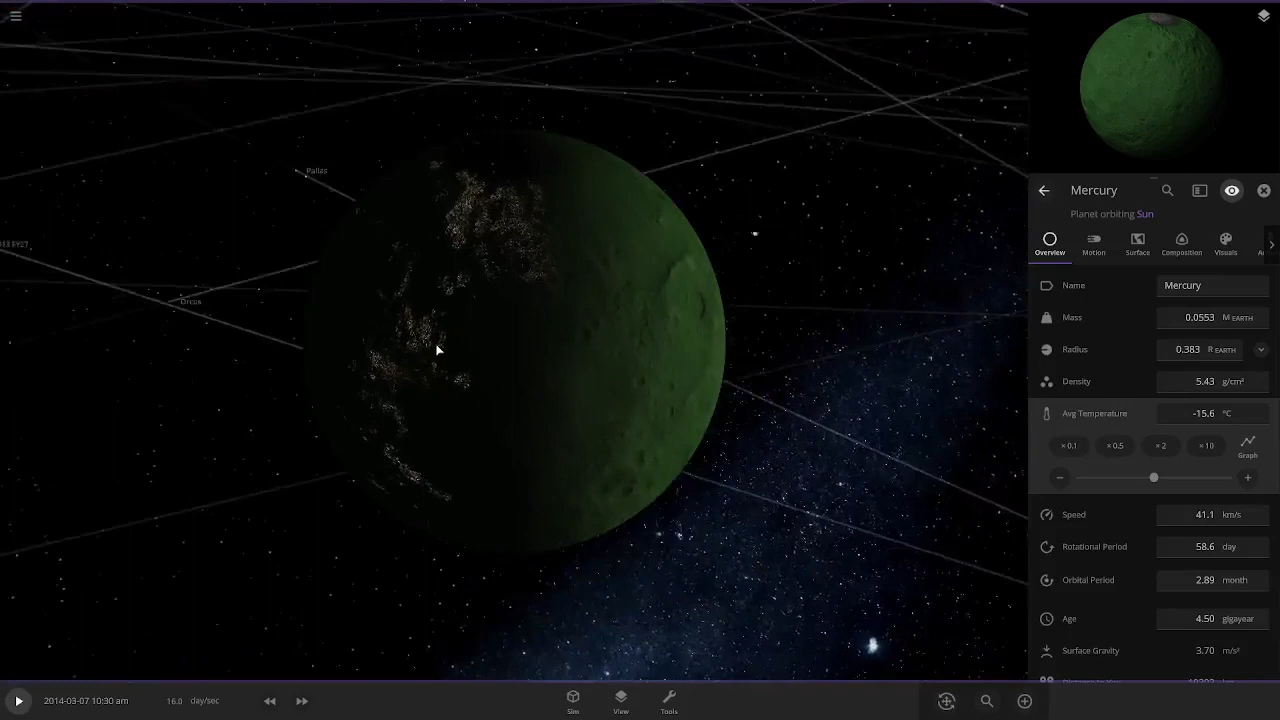 Pallas
Orcus
Mercury
Planet orbiting Sun
Overview
Motion
Surface
Composition
Visuals
Name Mercury
Mass 0.0553 M EARTH
Radius 0.383 R EARTH
Density 5.43 g/cm³
Avg Temperature -15.6 °C
× 0.1 × 0.5 × 2 × 10 Graph
Speed 41.1 km/s
Rotational Period 58.6 day
Orbital Period 2.89 month
Age 4.50 gigayear
Surface Gravity 3.70 m/s²
2014-03-07 10:30 am 16.0 day/sec
Sim
View
Tools